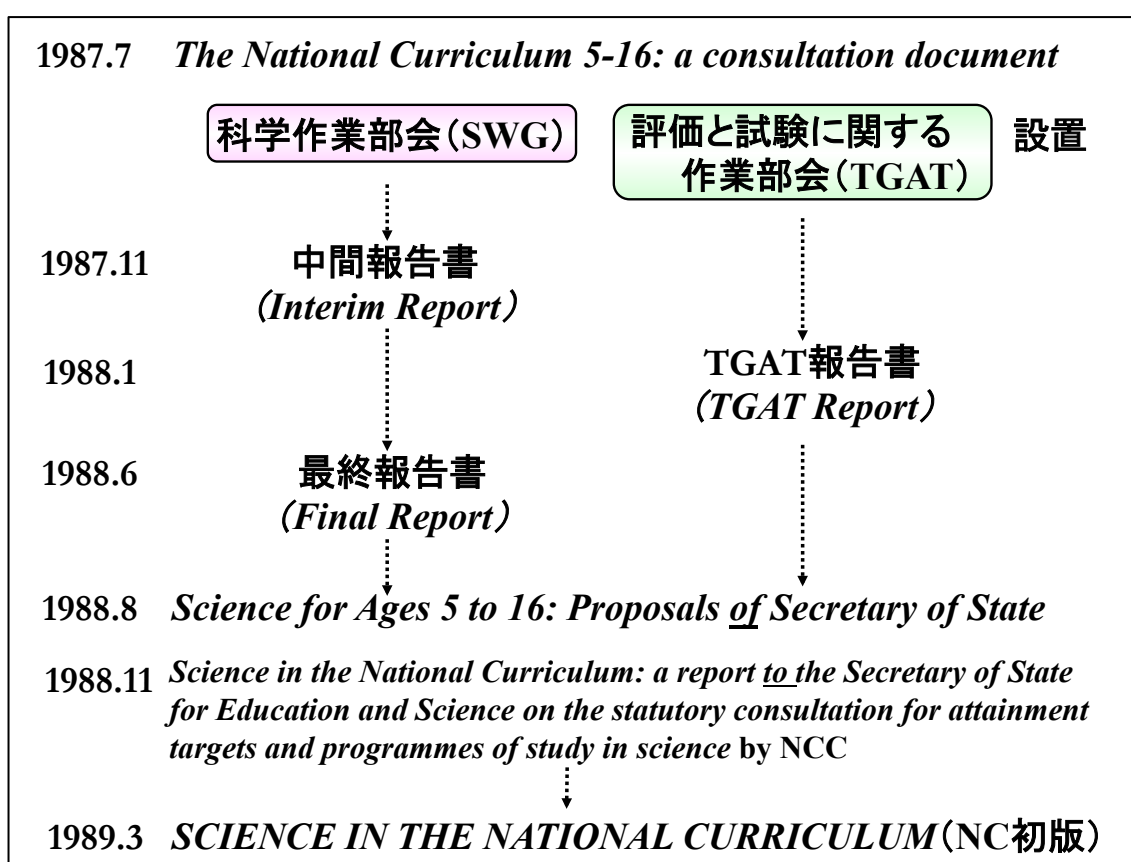 1987.7 The National Curriculum 5-16: a consultation document
科学作業部会(SWG)
評価と試験に関する
作業部会(TGAT)
設置
1987.11 中間報告書
(Interim Report)
1988.1 TGAT報告書
(TGAT Report)
1988.6 最終報告書
(Final Report)
1988.8 Science for Ages 5 to 16: Proposals of Secretary of State
1988.11 Science in the National Curriculum: a report to the Secretary of State
for Education and Science on the statutory consultation for attainment
targets and programmes of study in science by NCC
1989.3 SCIENCE IN THE NATIONAL CURRICULUM(NC初版)